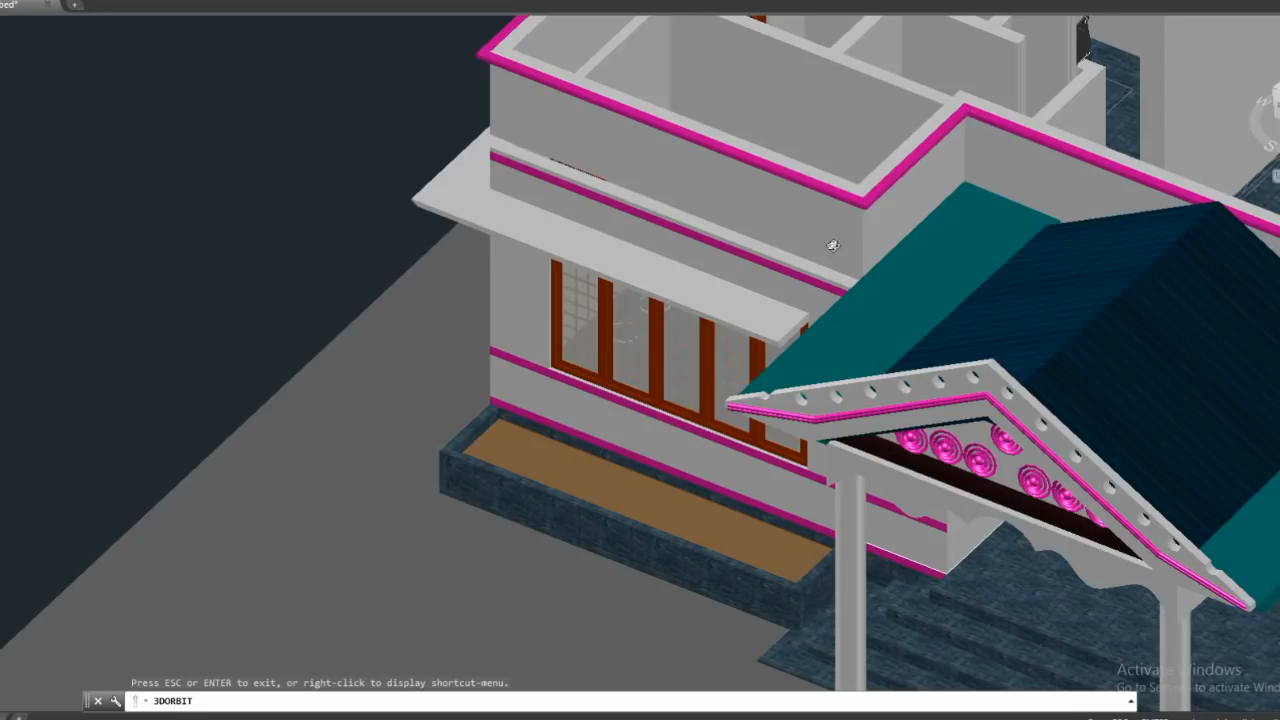 Press ESC or ENTER to exit, or right-click to display shortcut-menu.
3DORBIT
Activate Windows
W
S